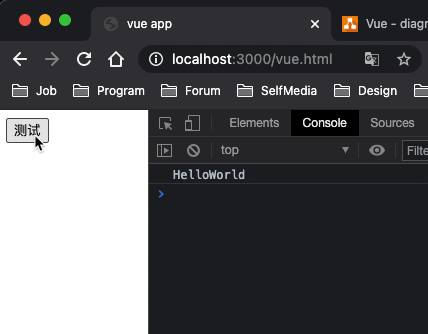 vue app
Vue - diagr
localhost:3000/vue.html
Job
Program
Forum
SelfMedia
Design
测试
Elements
Console
Sources
top
Filte
HelloWorld